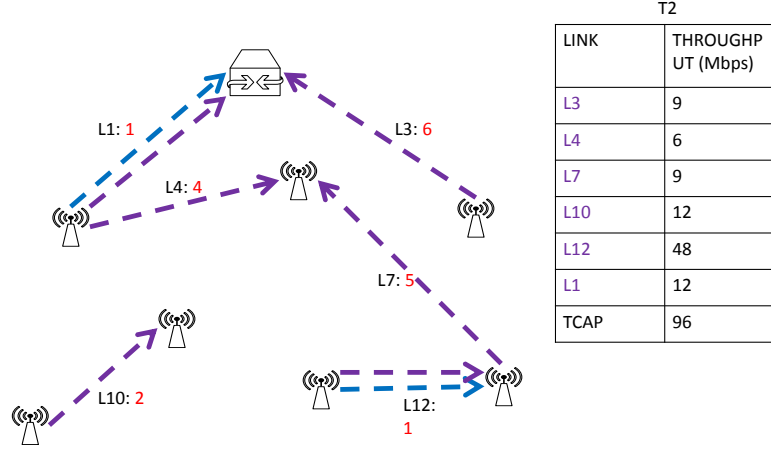 T2
LINK THROUGHP
UT (Mbps)
L3 9
L4 6
L7 9
L10 12
L12 48
L1 12
TCAP 96
L1: 1
L3: 6
L4: 4
L7: 5
L10: 2
L12:
1